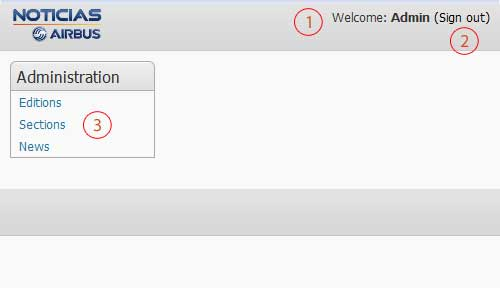 NOTICIAS
AIRBUS
1 Welcome: Admin (Sign out)
2
Administration
Editions
Sections 3
News